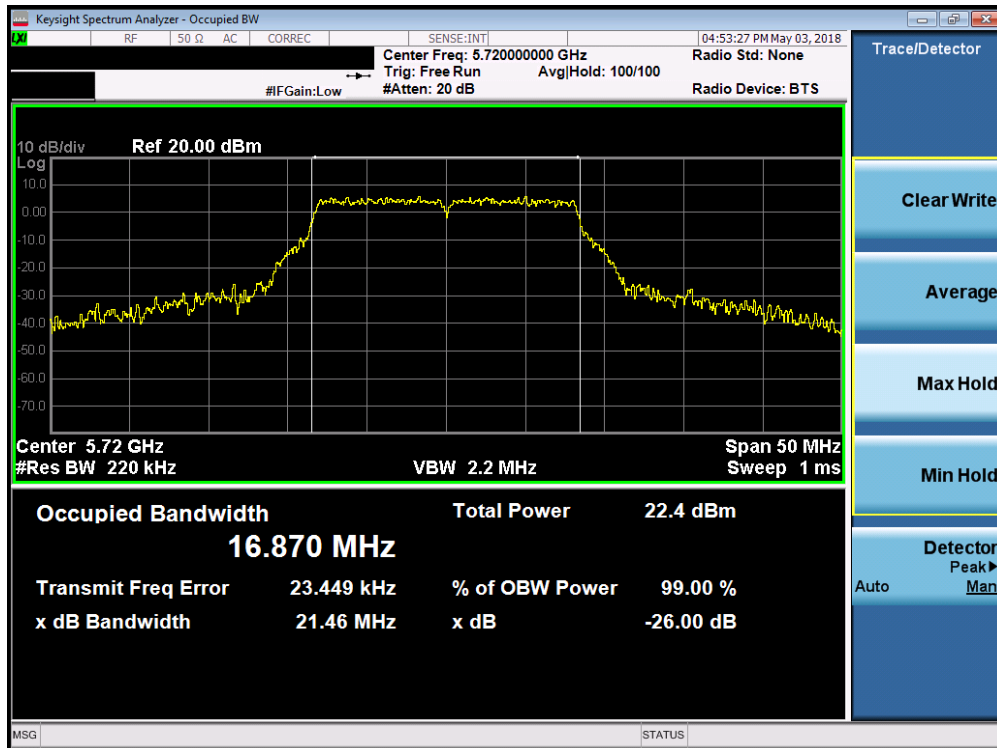 Keysight Spectrum Analyzer - Occupied BW
LXI RF 50 Ω AC CORREC SENSE:INT 04:53:27 PM May 03, 2018
Center Freq: 5.720000000 GHz Radio Std: None
Trig: Free Run Avg|Hold: 100/100
#IFGain:Low #Atten: 20 dB Radio Device: BTS
Trace/Detector
10 dB/div Ref 20.00 dBm
Log
10.0
0.00
-10.0
-20.0
-30.0
-40.0
-50.0
-60.0
-70.0
Center 5.72 GHz Span 50 MHz
#Res BW 220 kHz VBW 2.2 MHz Sweep 1 ms
Occupied Bandwidth Total Power 22.4 dBm
16.870 MHz
Transmit Freq Error 23.449 kHz % of OBW Power 99.00 %
x dB Bandwidth 21.46 MHz x dB -26.00 dB
Clear Write
Average
Max Hold
Min Hold
Detector
Peak▶
Auto Man
MSG STATUS